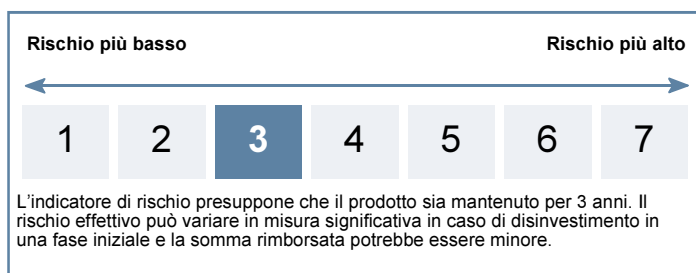 Rischio più basso Rischio più alto
1 2 3 4 5 6 7
L'indicatore di rischio presuppone che il prodotto sia mantenuto per 3 anni. Il
rischio effettivo può variare in misura significativa in caso di disinvestimento in
una fase iniziale e la somma rimborsata potrebbe essere minore.